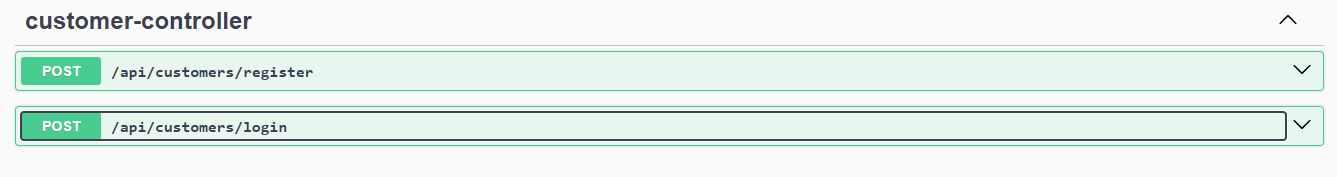 customer-controller
POST /api/customers/register
POST /api/customers/login